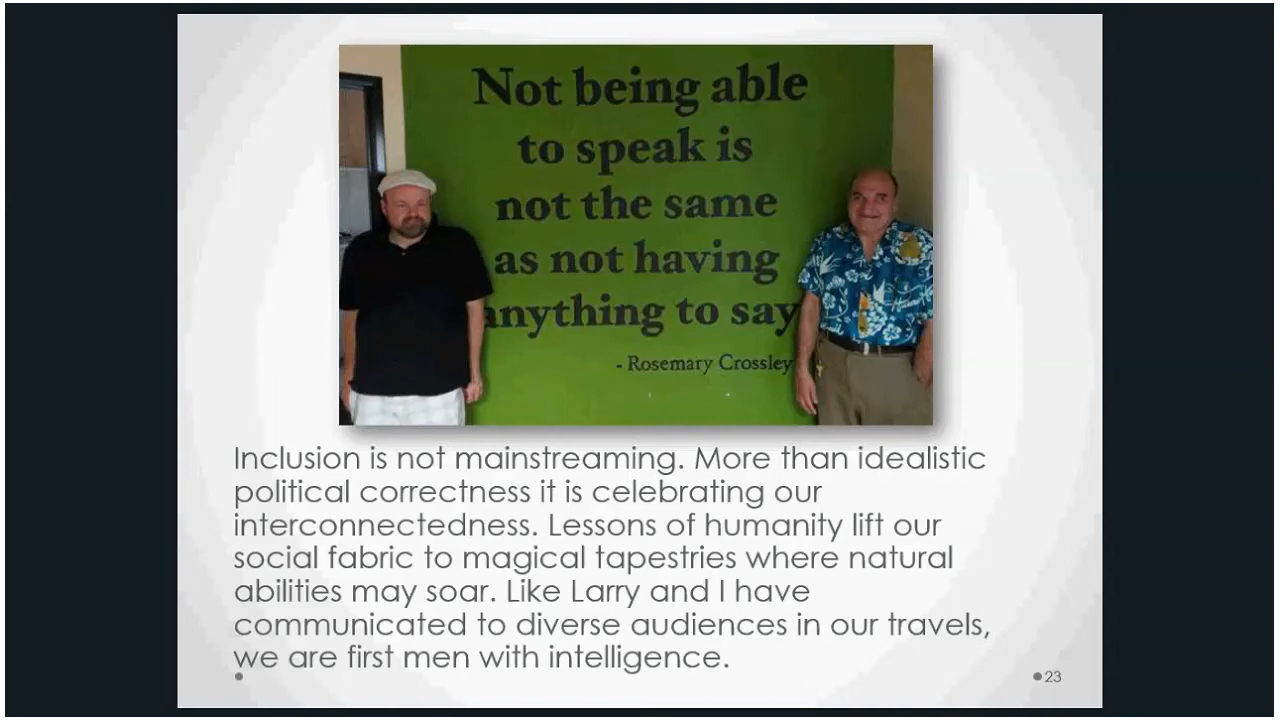 Not being able
to speak is
not the same
as not having
anything to say
- Rosemary Crossley
Inclusion is not mainstreaming. More than idealistic
political correctness it is celebrating our
interconnectedness. Lessons of humanity lift our
social fabric to magical tapestries where natural
abilities may soar. Like Larry and I have
communicated to diverse audiences in our travels,
we are first men with intelligence.
23